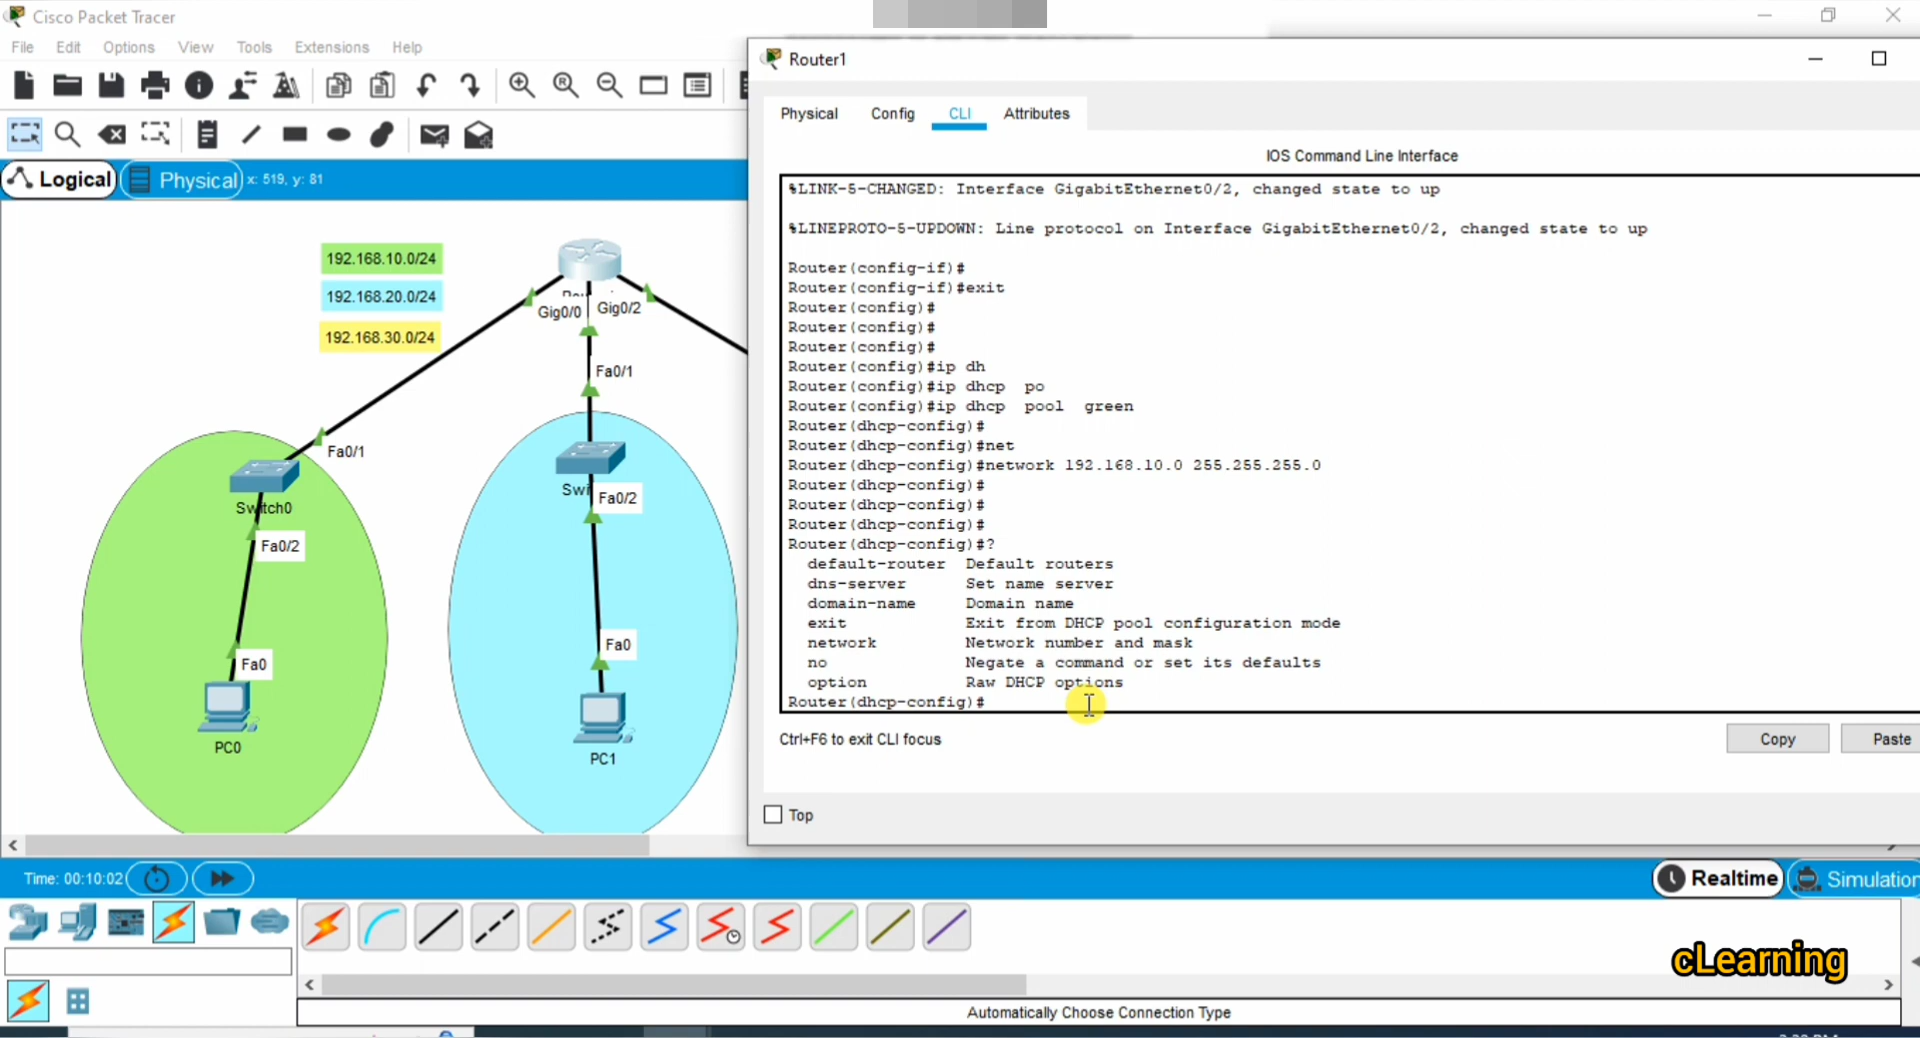 Cisco Packet Tracer
File Edit Options View Tools Extensions Help
Logical
Physical
x: 519, y: 81
192.168.10.0/24
192.168.20.0/24
192.168.30.0/24
Gig0/0
Gig0/2
Fa0/1
Fa0/1
Switch0
Fa0/2
Fa0/2
Fa0
Fa0
PC0
PC1
Router1
Physical Config CLI Attributes
IOS Command Line Interface
%LINK-5-CHANGED: Interface GigabitEthernet0/2, changed state to up
%LINEPROTO-5-UPDOWN: Line protocol on Interface GigabitEthernet0/2, changed state to up
Router(config-if)#
Router(config-if)#exit
Router(config)#
Router(config)#
Router(config)#
Router(config)#ip dh
Router(config)#ip dhcp po
Router(config)#ip dhcp pool green
Router(dhcp-config)#
Router(dhcp-config)#net
Router(dhcp-config)#network 192.168.10.0 255.255.255.0
Router(dhcp-config)#
Router(dhcp-config)#
Router(dhcp-config)#
Router(dhcp-config)#?
default-router Default routers
dns-server Set name server
domain-name Domain name
exit Exit from DHCP pool configuration mode
network Network number and mask
no Negate a command or set its defaults
option Raw DHCP options
Router(dhcp-config)#
Ctrl+F6 to exit CLI focus
Copy
Paste
Top
Time: 00:10:02
Realtime
Simulation
cLearning
Automatically Choose Connection Type